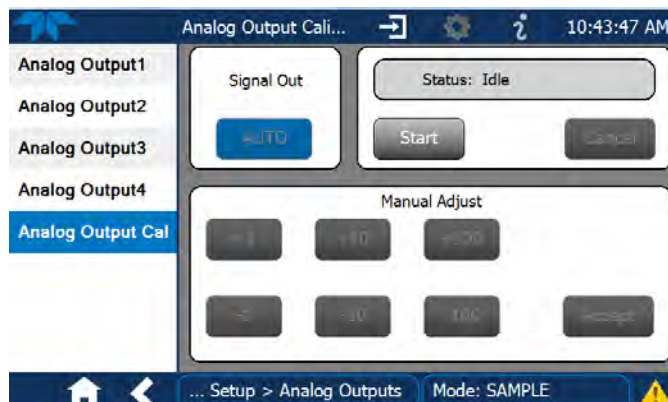 Analog Output Cali...
10:43:47 AM
Analog Output1
Analog Output2
Analog Output3
Analog Output4
Analog Output Cal
Signal Out
AUTO
Status: Idle
Start
Cancel
Manual Adjust
+10
+100
-10
-100
Accept
... Setup > Analog Outputs
Mode: SAMPLE